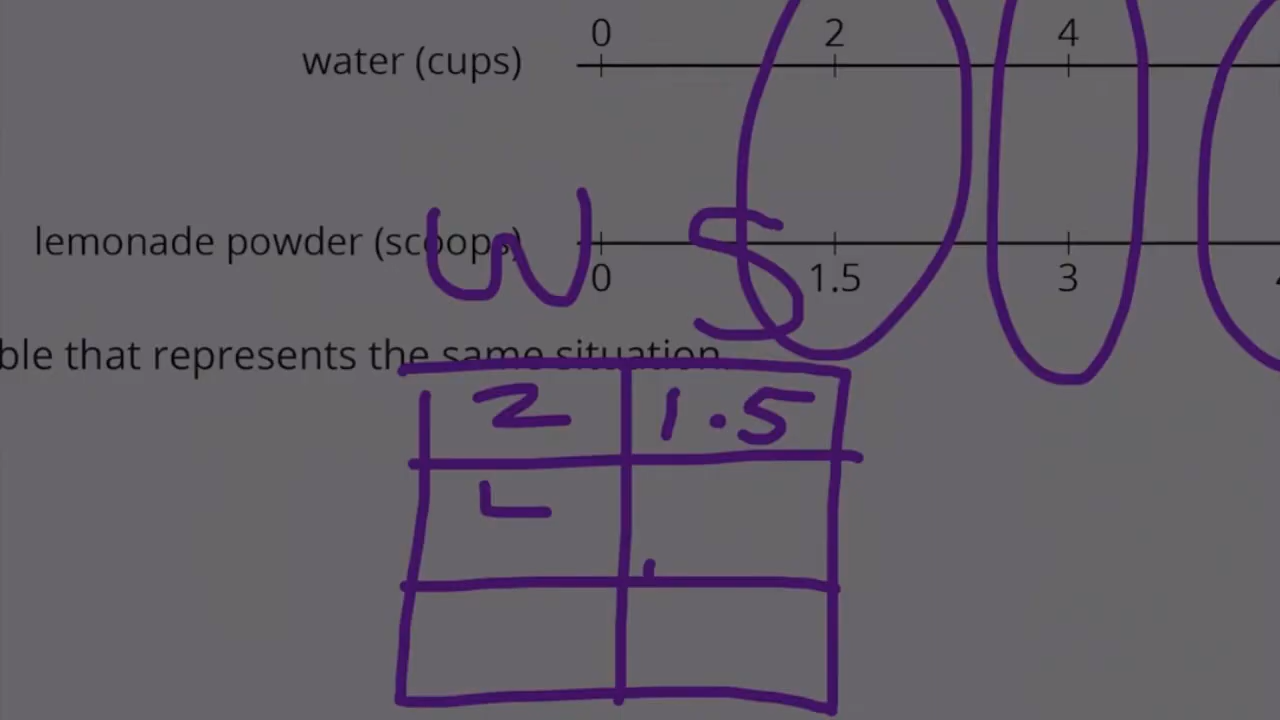 0 2 4
water (cups)
lemonade powder (scoops)
0 1.5 3
W S
ble that represents the same situation.
2 1.5